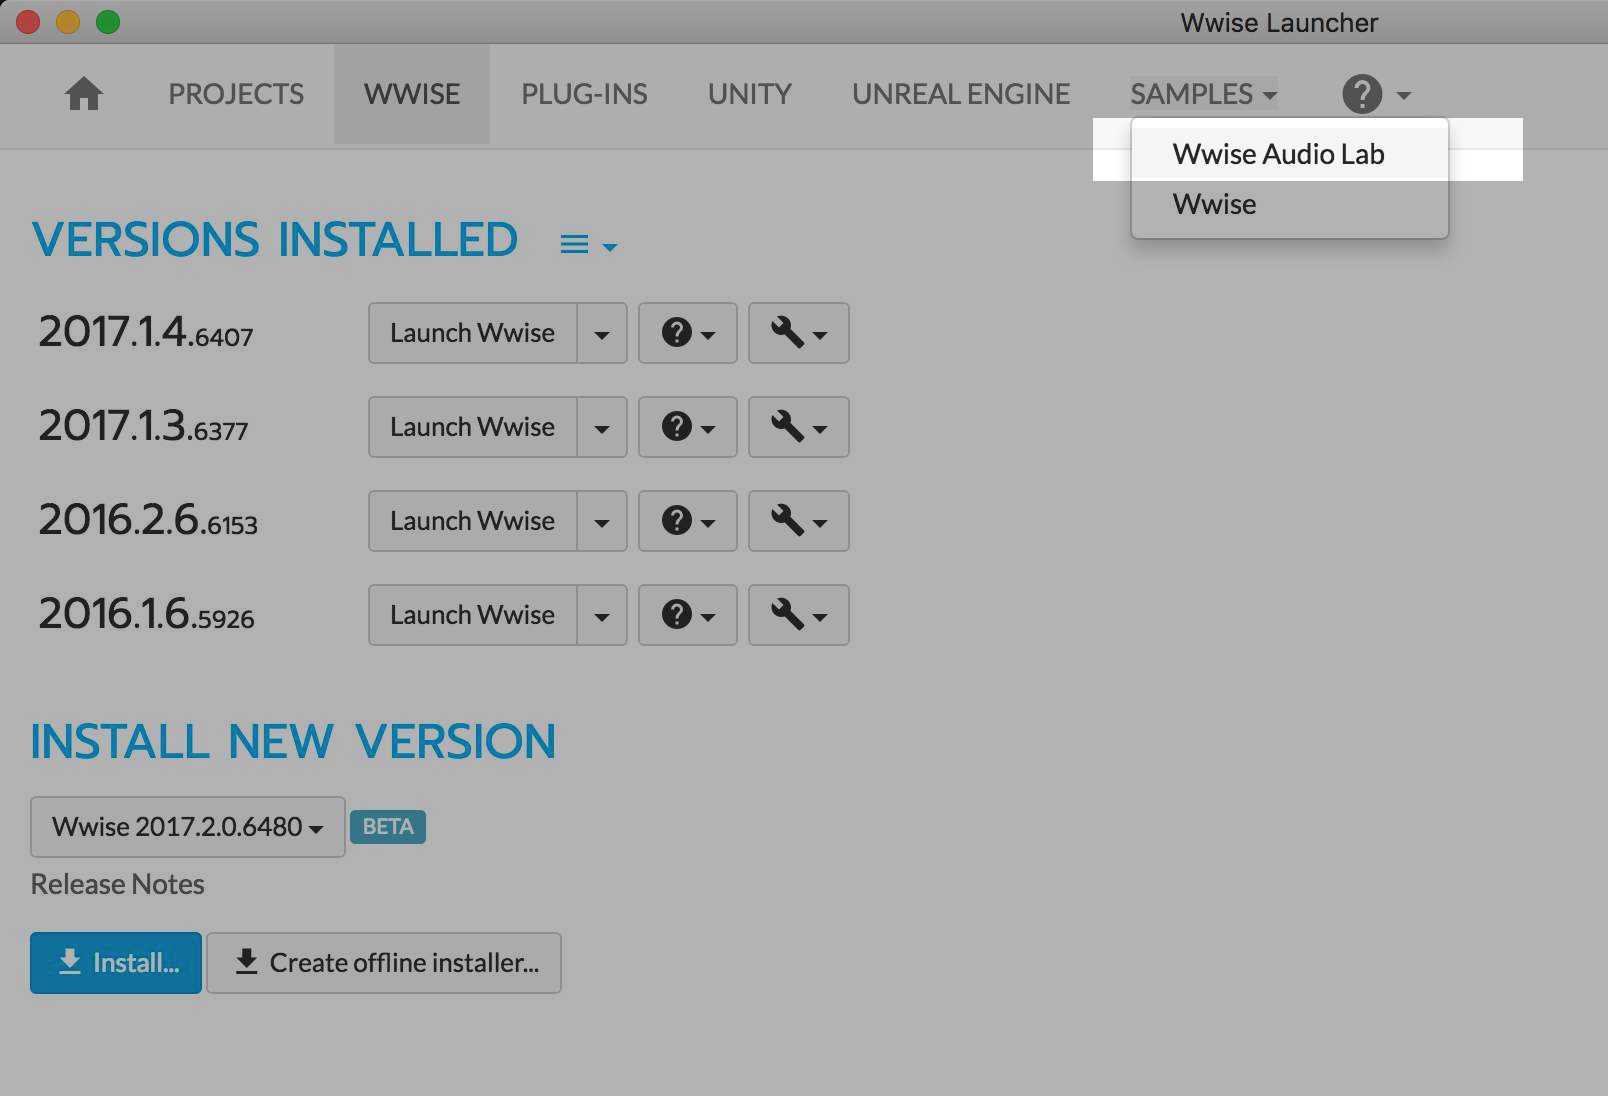 Wwise Launcher
PROJECTS WWISE PLUG-INS UNITY UNREAL ENGINE SAMPLES ?
Wwise Audio Lab
Wwise
VERSIONS INSTALLED
2017.1.4.6407 Launch Wwise ?
2017.1.3.6377 Launch Wwise ?
2016.2.6.6153 Launch Wwise ?
2016.1.6.5926 Launch Wwise ?
INSTALL NEW VERSION
Wwise 2017.2.0.6480 BETA
Release Notes
Install... Create offline installer...